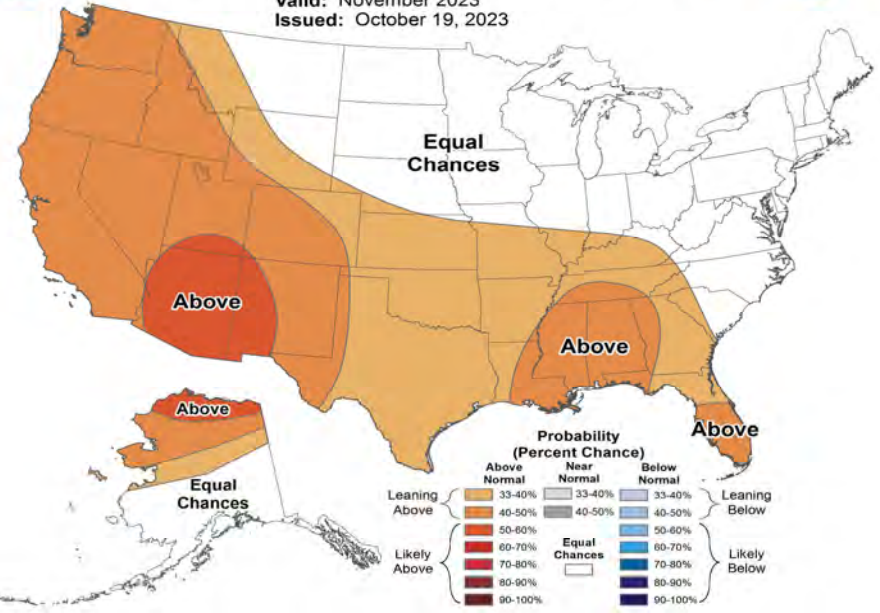 Valid: November 2023
Issued: October 19, 2023
Equal
Chances
Above
Above
Above
Above
Equal
Chances
Probability
(Percent Chance)
Above
Normal
Near
Normal
Below
Normal
Leaning
Above
33-40%
40-50%
33-40%
40-50%
33-40%
40-50%
Leaning
Below
Likely
Above
50-60%
60-70%
70-80%
80-90%
90-100%
Equal
Chances
50-60%
60-70%
70-80%
80-90%
90-100%
Likely
Below